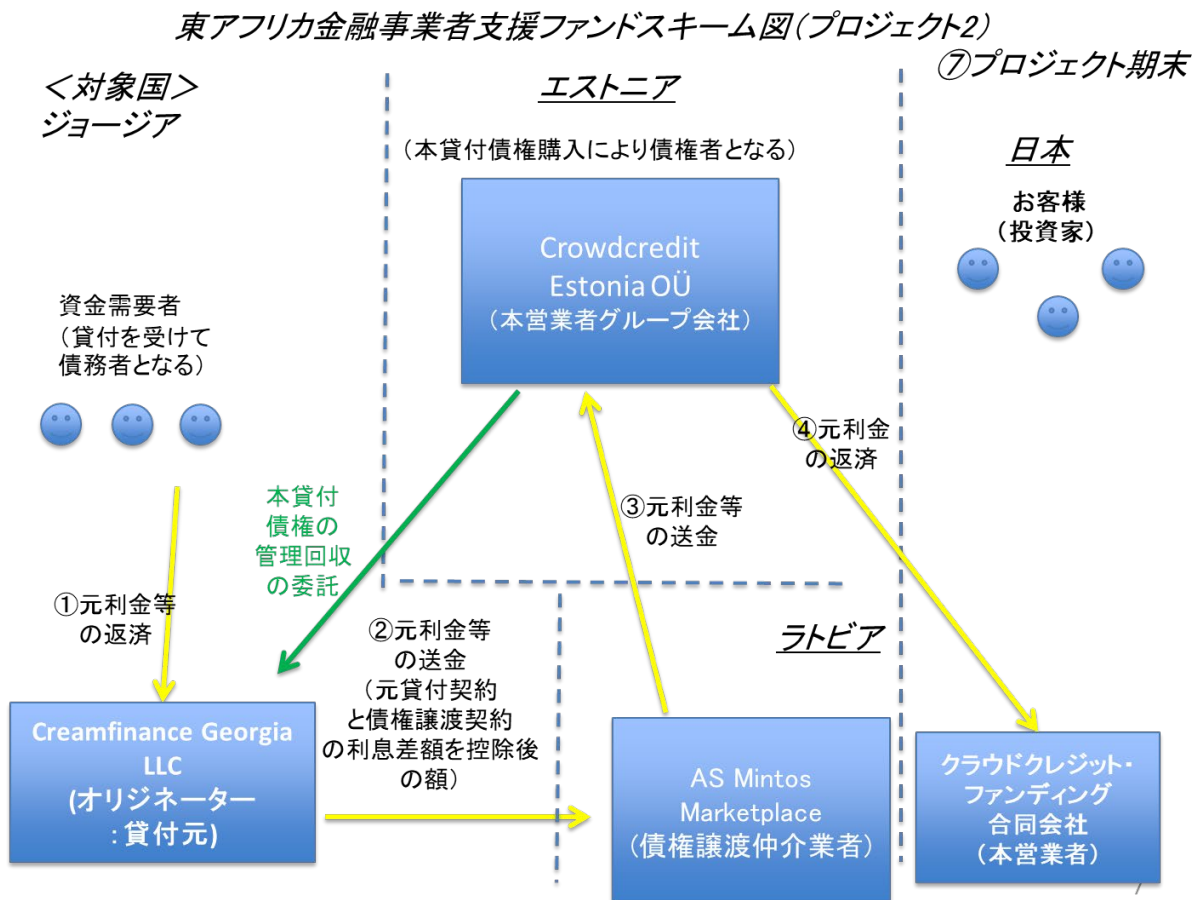 東アフリカ金融事業者支援ファンドスキーム図(プロジェクト2)
⑦プロジェクト期末
<対象国>
ジョージア
エストニア
日本
(本貸付債権購入により債権者となる)
お客様
(投資家)
Crowdcredit
Estonia OÜ
(本営業者グループ会社)
資金需要者
(貸付を受けて
債務者となる)
本貸付
債権の
管理回収
の委託
①元利金等
の返済
②元利金等
の送金
(元貸付契約
と債権譲渡契約
の利息差額を控除後
の額)
③元利金等
の送金
④元利金
の返済
ラトビア
Creamfinance Georgia
LLC
(オリジネーター
:貸付元)
AS Mintos
Marketplace
(債権譲渡仲介業者)
クラウドクレジット・
ファンディング
合同会社
(本営業者)
7